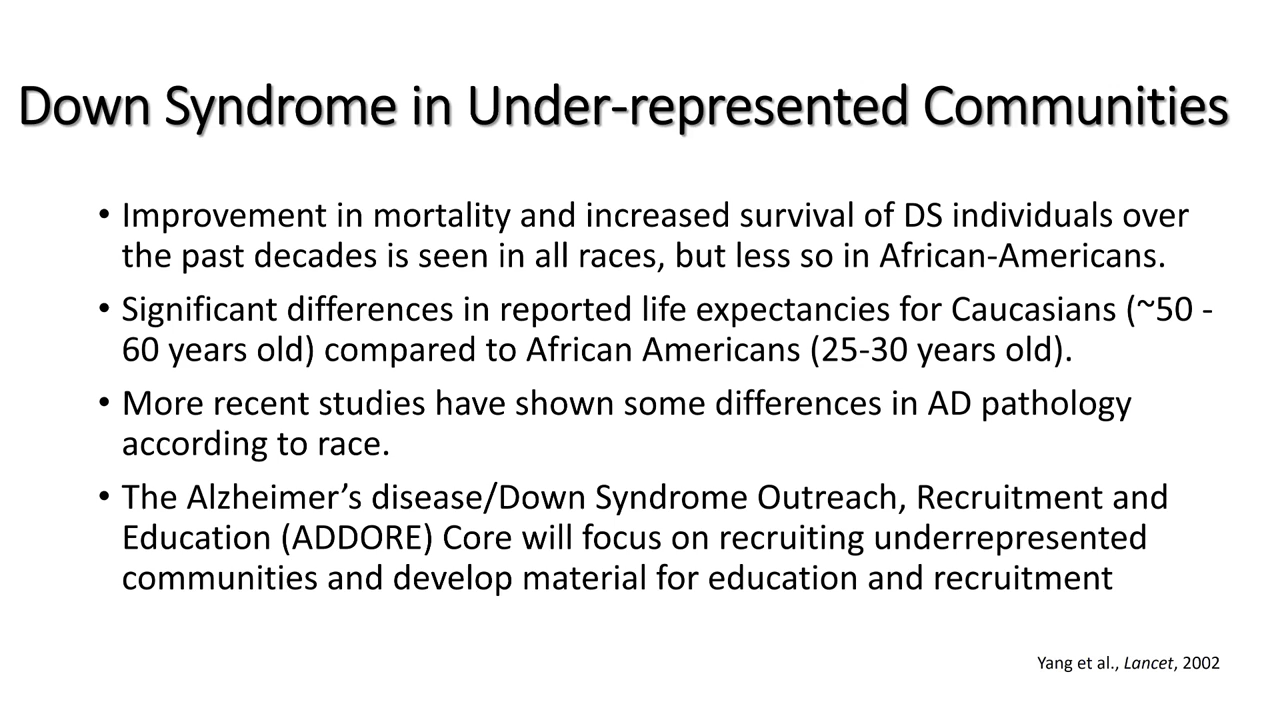 Down Syndrome in Under-represented Communities
• Improvement in mortality and increased survival of DS individuals over
the past decades is seen in all races, but less so in African-Americans.
• Significant differences in reported life expectancies for Caucasians (~50 -
60 years old) compared to African Americans (25-30 years old).
• More recent studies have shown some differences in AD pathology
according to race.
• The Alzheimer’s disease/Down Syndrome Outreach, Recruitment and
Education (ADDORE) Core will focus on recruiting underrepresented
communities and develop material for education and recruitment
Yang et al., Lancet, 2002